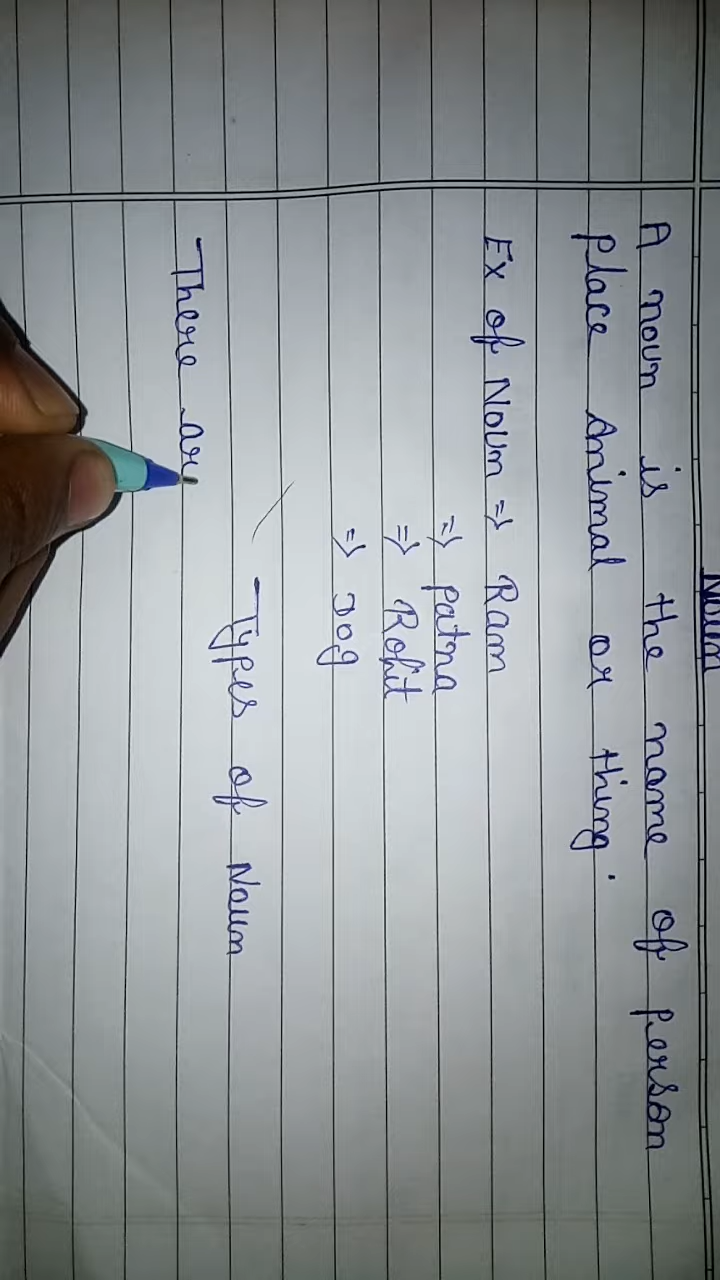 Noun
A noun is the name of person
place Animal or thing.
Ex of Noun => Ram
=> patna
=> Rohit
=> Dog
Types of Noun
There are